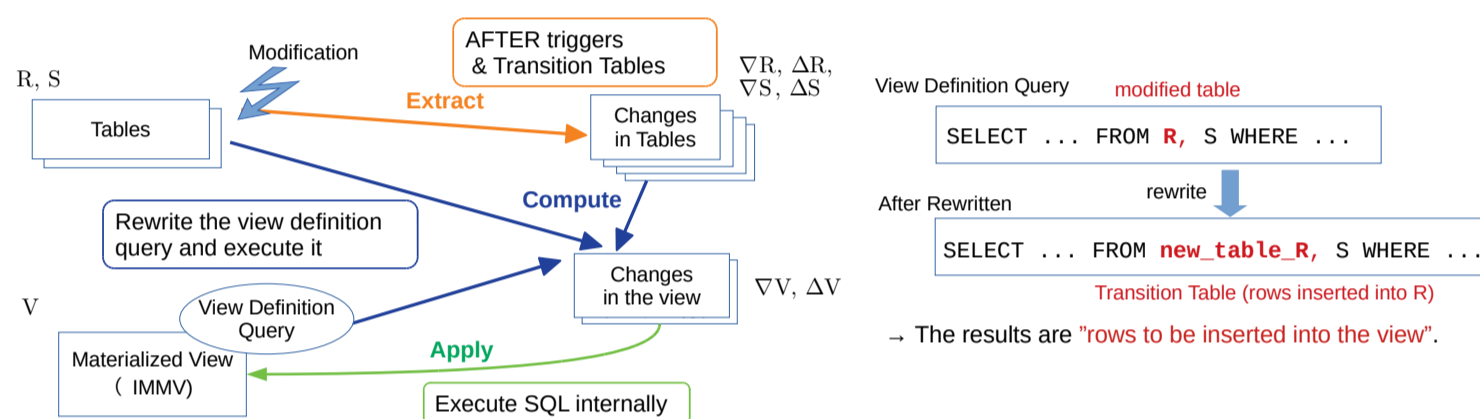 Modification
R, S
Tables
AFTER triggers
& Transition Tables
Extract
∇R, ΔR,
∇S, ΔS
Changes
in Tables
Compute
Rewrite the view definition
query and execute it
Changes
in the view
∇V, ΔV
V
View Definition
Query
Materialized View
( IMMV)
Apply
Execute SQL internally
View Definition Query
modified table
SELECT ... FROM R, S WHERE ...
rewrite
After Rewritten
SELECT ... FROM new_table_R, S WHERE ...
Transition Table (rows inserted into R)
→ The results are ”rows to be inserted into the view”.